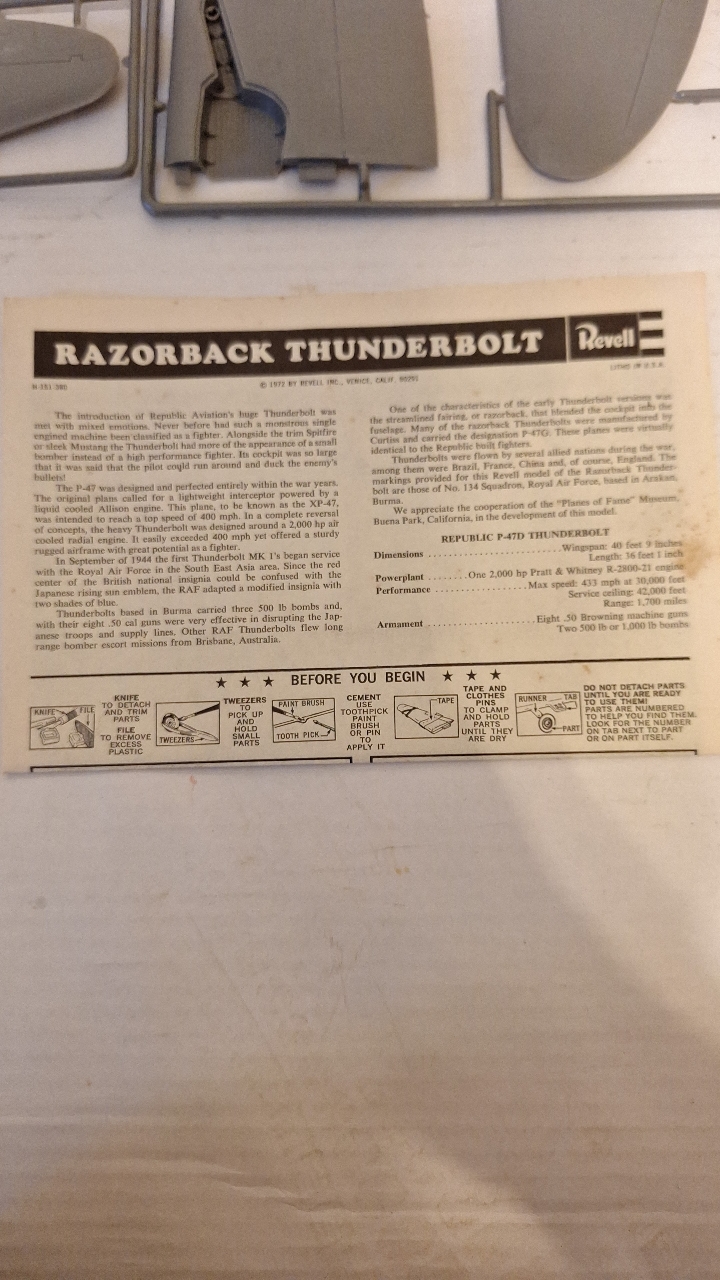 RAZORBACK THUNDERBOLT
Revell
LITHO IN U.S.A.
© 1972 BY REVELL INC., VENICE, CALIF. 90291
The introduction of Republic Aviation's huge Thunderbolt was
met with mixed emotions. Never before had such a monstrous single
engined machine been classified as a fighter. Alongside the trim Spitfire
or sleek Mustang the Thunderbolt had more of the appearance of a small
bomber instead of a high performance fighter. Its cockpit was so large
that it was said that the pilot could run around and duck the enemy's
bullets!
The P-47 was designed and perfected entirely within the war years.
The original plans called for a lightweight interceptor powered by a
liquid cooled Allison engine. This plane, to be known as the XP-47,
was intended to reach a top speed of 400 mph. In a complete reversal
of concepts, the heavy Thunderbolt was designed around a 2,000 hp air
cooled radial engine. It easily exceeded 400 mph yet offered a sturdy
rugged airframe with great potential as a fighter.
In September of 1944 the first Thunderbolt MK I's began service
with the Royal Air Force in the South East Asia area. Since the red
center of the British national insignia could be confused with the
Japanese rising sun emblem, the RAF adapted a modified insignia with
two shades of blue.
Thunderbolts based in Burma carried three 500 lb bombs and,
with their eight .50 cal guns were very effective in disrupting the Jap-
anese troops and supply lines. Other RAF Thunderbolts flew long
range bomber escort missions from Brisbane, Australia.
One of the characteristics of the early Thunderbolt versions was
the streamlined fairing, or razorback, that blended the cockpit into the
fuselage. Many of the razorback Thunderbolts were manufactured by
Curtiss and carried the designation P-47G. These planes were virtually
identical to the Republic built fighters.
Thunderbolts were flown by several allied nations during the war,
among them were Brazil, France, China and, of course, England. The
markings provided for this Revell model of the Razorback Thunder-
bolt are those of No. 134 Squadron, Royal Air Force, based in Arakan,
Burma.
We appreciate the cooperation of the "Planes of Fame" Museum,
Buena Park, California, in the development of this model.
REPUBLIC P-47D THUNDERBOLT
Dimensions ........................ Wingspan: 40 feet 9 inches
Length: 36 feet 1 inch
Powerplant ........ One 2,000 hp Pratt & Whitney R-2800-21 engine
Performance .................. Max speed: 433 mph at 30,000 feet
Service ceiling: 42,000 feet
Range: 1,700 miles
Armament ...................... Eight .50 Browning machine guns
Two 500 lb or 1,000 lb bombs
★ ★ ★ BEFORE YOU BEGIN ★ ★ ★
KNIFE
FILE
KNIFE
TO DETACH
AND TRIM
PARTS
FILE
TO REMOVE
EXCESS
PLASTIC
TWEEZERS
TWEEZERS
TO
PICK UP
AND
HOLD
SMALL
PARTS
PAINT BRUSH
TOOTH PICK
CEMENT
USE
TOOTHPICK
PAINT
BRUSH
OR PIN
TO
APPLY IT
TAPE
TAPE AND
CLOTHES
PINS
TO CLAMP
AND HOLD
PARTS
UNTIL THEY
ARE DRY
RUNNER
TAB
PART
DO NOT DETACH PARTS
UNTIL YOU ARE READY
TO USE THEM!
PARTS ARE NUMBERED
TO HELP YOU FIND THEM.
LOOK FOR THE NUMBER
ON TAB NEXT TO PART
OR ON PART ITSELF.